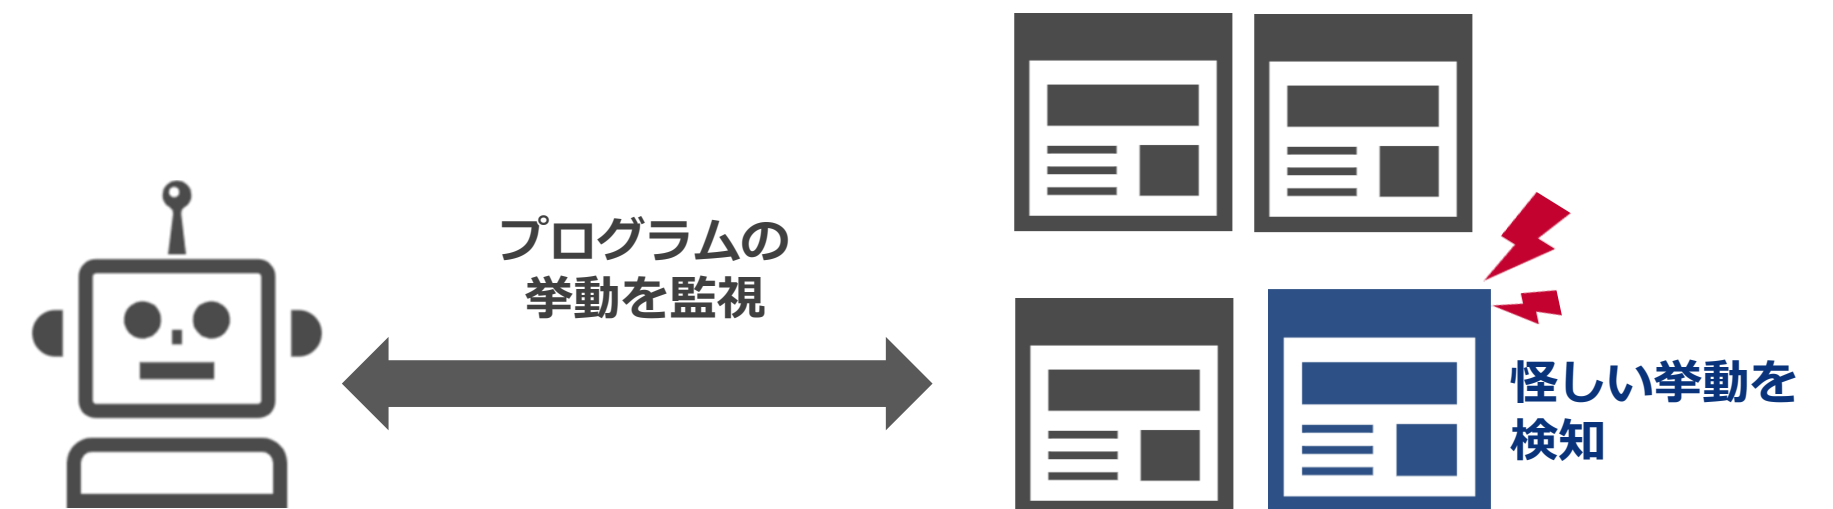 プログラムの
挙動を監視
怪しい挙動を
検知